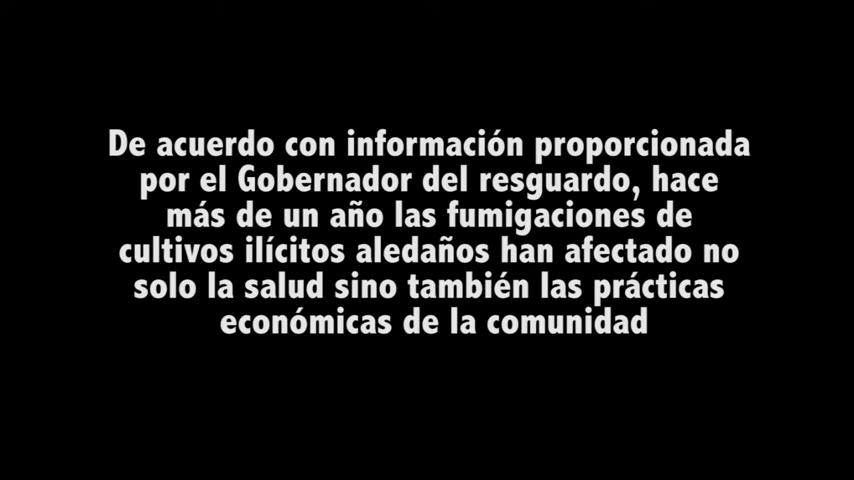 De acuerdo con información proporcionada
por el Gobernador del resguardo, hace
más de un año las fumigaciones de
cultivos ilícitos aledaños han afectado no
solo la salud sino también las prácticas
económicas de la comunidad